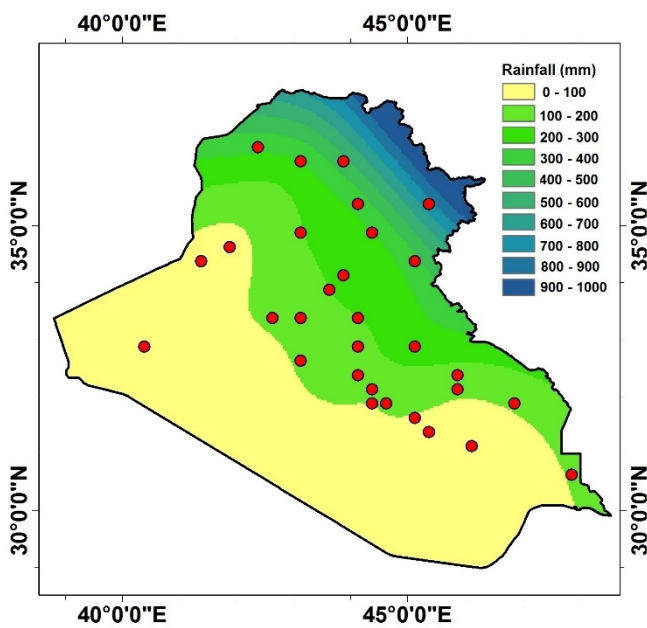 40°0'0"E 45°0'0"E
Rainfall (mm)
0 - 100
100 - 200
200 - 300
300 - 400
400 - 500
500 - 600
600 - 700
700 - 800
800 - 900
900 - 1000
35°0'0"N 35°0'0"N
30°0'0"N 30°0'0"N
40°0'0"E 45°0'0"E